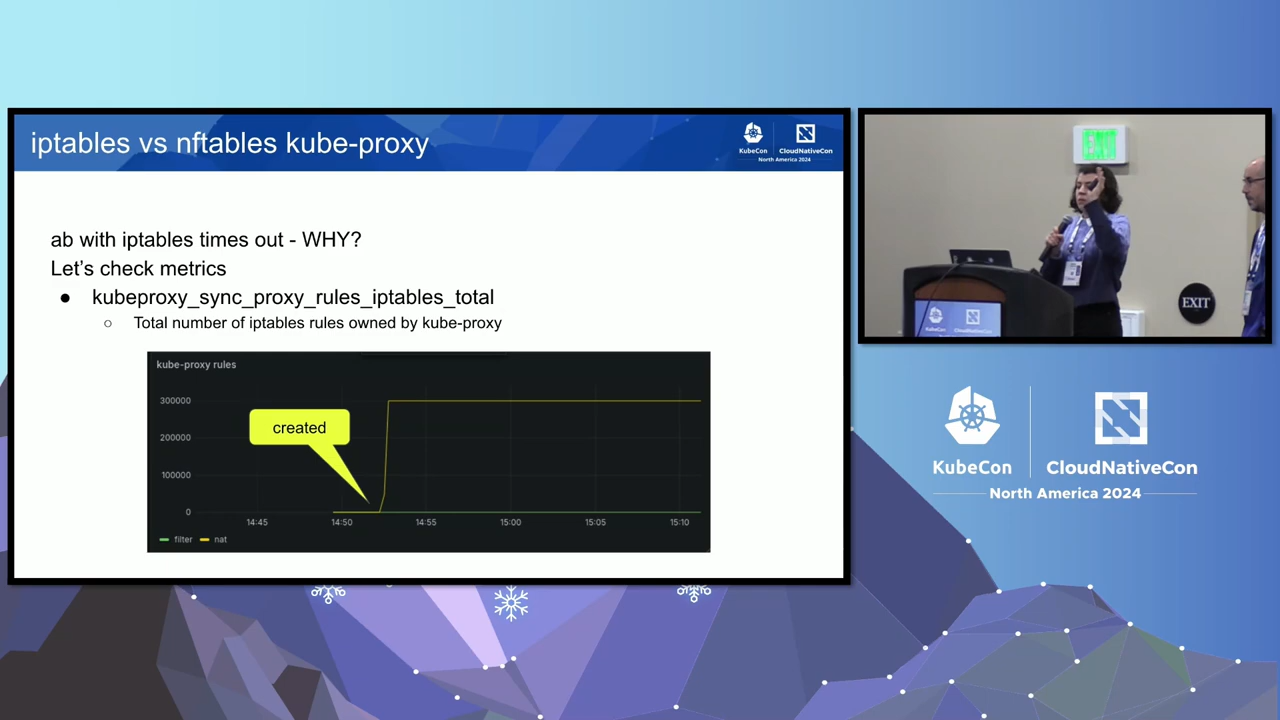 iptables vs nftables kube-proxy
KubeCon
CloudNativeCon
North America 2024
ab with iptables times out - WHY?
Let's check metrics
● kubeproxy_sync_proxy_rules_iptables_total
○ Total number of iptables rules owned by kube-proxy
kube-proxy rules
300000
200000
100000
0
created
14:45 14:50 14:55 15:00 15:05 15:10
filter nat
EXIT
EXIT
KubeCon
CloudNativeCon
North America 2024